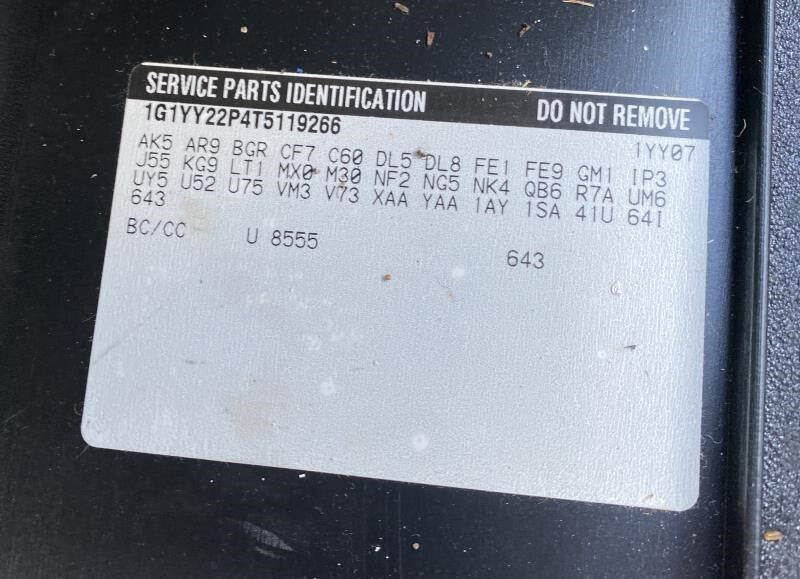 SERVICE PARTS IDENTIFICATION DO NOT REMOVE
1G1YY22P4T5119266 1YY07
AK5 AR9 BGR CF7 C60 DL5 DL8 FE1 FE9 GM1 IP3
J55 KG9 LT1 MX0 M30 NF2 NG5 NK4 QB6 R7A UM6
UY5 U52 U75 VM3 V73 XAA YAA 1AY 1SA 41U 64I
643
BC/CC U 8555 643